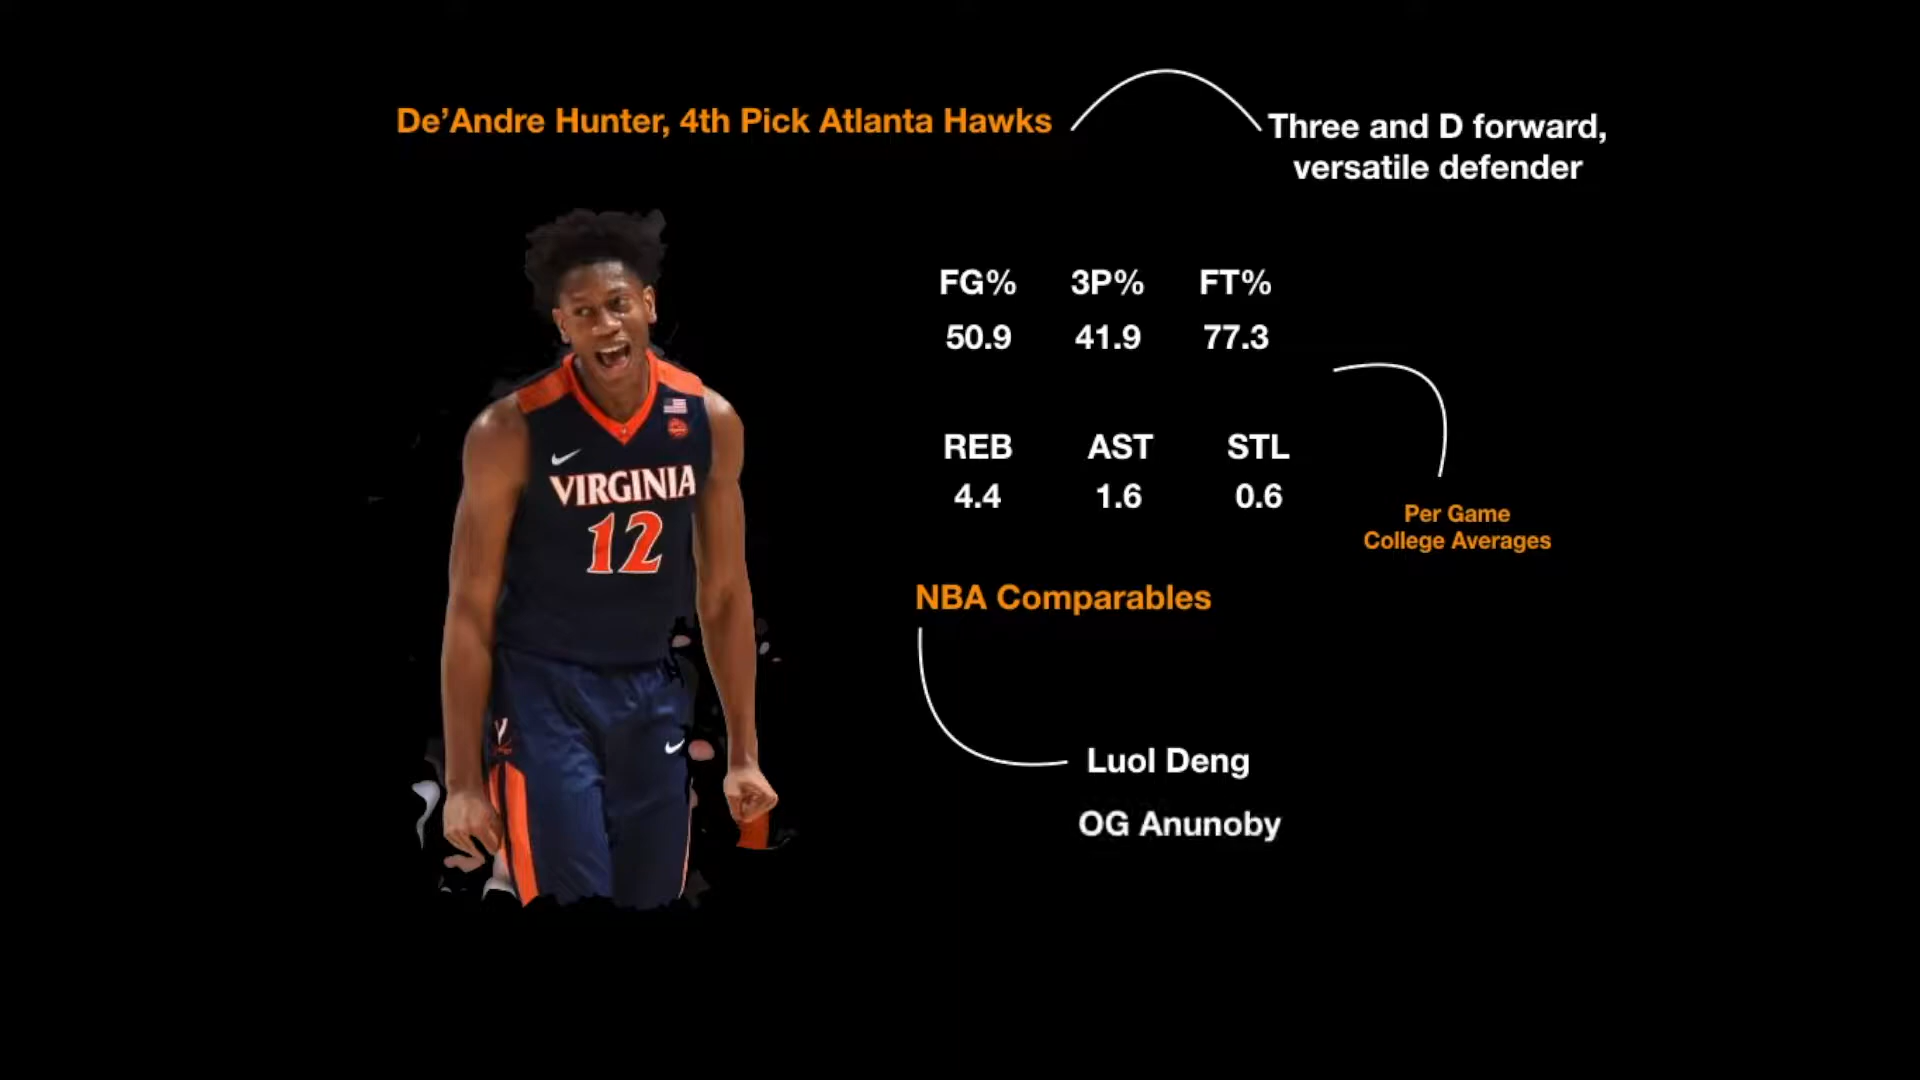 De’Andre Hunter, 4th Pick Atlanta Hawks
Three and D forward,
versatile defender
FG% 3P% FT%
50.9 41.9 77.3
REB AST STL
4.4 1.6 0.6
Per Game
College Averages
NBA Comparables
Luol Deng
OG Anunoby
VIRGINIA
12